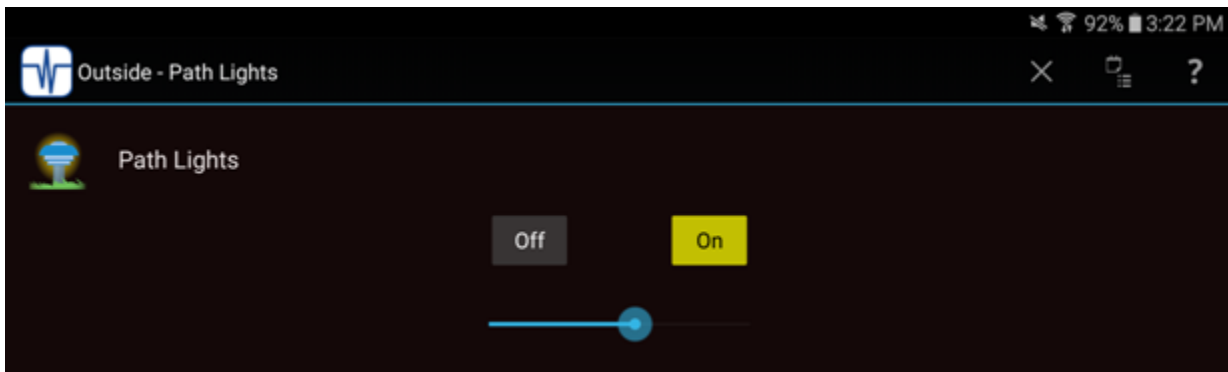 92% 3:22 PM
Outside - Path Lights ?
Path Lights
Off On